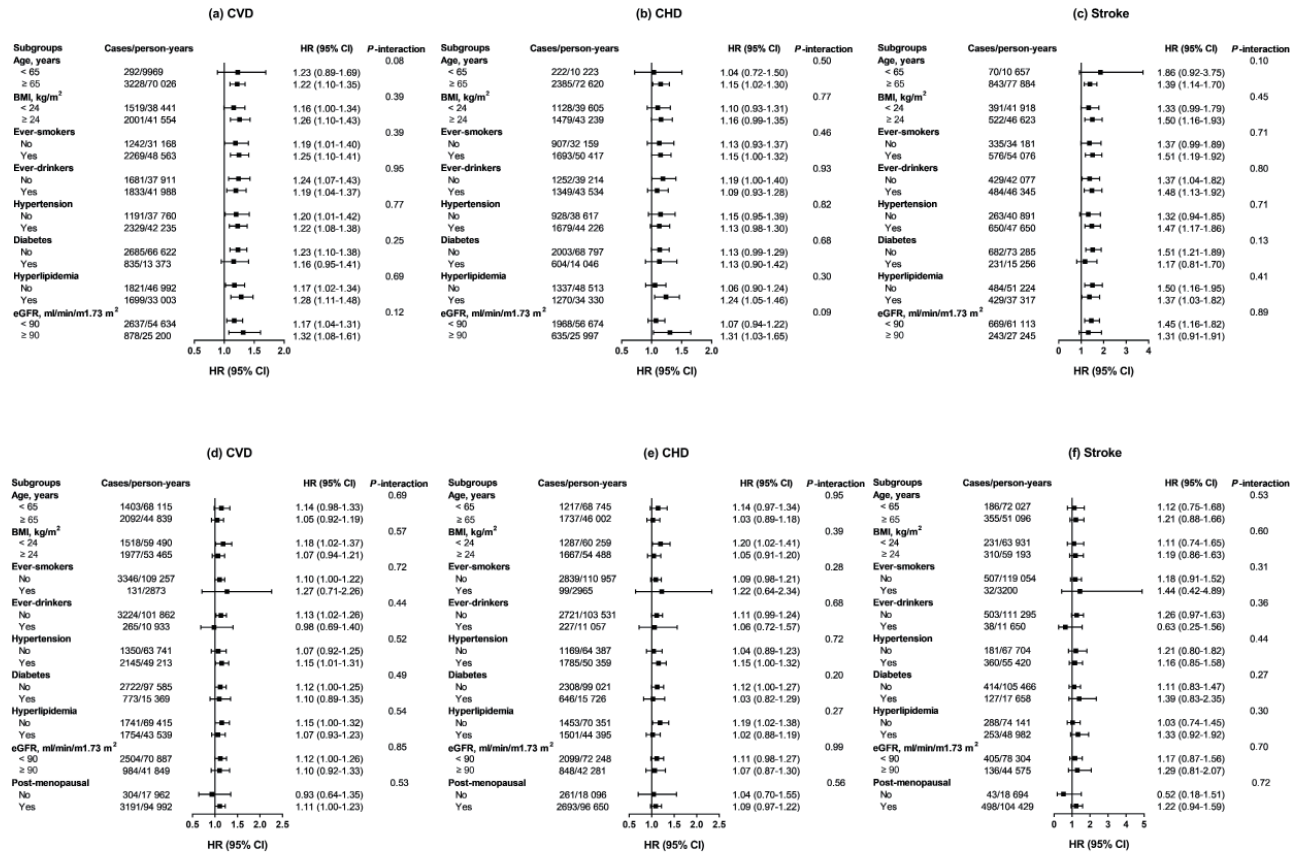 (a) CVD
Subgroups Cases/person-years HR (95% CI) P-interaction
Age, years 0.08
< 65 292/9969 1.23 (0.89-1.69)
≥ 65 3228/70 026 1.22 (1.10-1.35)
BMI, kg/m² 0.39
< 24 1519/38 441 1.16 (1.00-1.34)
≥ 24 2001/41 554 1.26 (1.10-1.43)
Ever-smokers 0.39
No 1242/31 168 1.19 (1.01-1.40)
Yes 2269/48 563 1.25 (1.10-1.41)
Ever-drinkers 0.95
No 1681/37 911 1.24 (1.07-1.43)
Yes 1833/41 988 1.19 (1.04-1.37)
Hypertension 0.77
No 1191/37 760 1.20 (1.01-1.42)
Yes 2329/42 235 1.22 (1.08-1.38)
Diabetes 0.25
No 2685/66 622 1.23 (1.10-1.38)
Yes 835/13 373 1.16 (0.95-1.41)
Hyperlipidemia 0.69
No 1821/46 992 1.17 (1.02-1.34)
Yes 1699/33 003 1.28 (1.11-1.48)
eGFR, ml/min/m1.73 m² 0.12
< 90 2637/54 634 1.17 (1.04-1.31)
≥ 90 878/25 200 1.32 (1.08-1.61)
0.0 0.5 1.0 1.5 2.0
HR (95% CI)
(b) CHD
Subgroups Cases/person-years HR (95% CI) P-interaction
Age, years 0.50
< 65 222/10 223 1.04 (0.72-1.50)
≥ 65 2385/72 620 1.15 (1.02-1.30)
BMI, kg/m² 0.77
< 24 1128/39 605 1.10 (0.93-1.31)
≥ 24 1479/43 239 1.16 (0.99-1.35)
Ever-smokers 0.46
No 907/32 159 1.13 (0.93-1.37)
Yes 1693/50 417 1.15 (1.00-1.32)
Ever-drinkers 0.93
No 1252/39 214 1.19 (1.00-1.40)
Yes 1349/43 534 1.09 (0.93-1.28)
Hypertension 0.82
No 928/38 617 1.15 (0.95-1.39)
Yes 1679/44 226 1.13 (0.98-1.30)
Diabetes 0.68
No 2003/68 797 1.13 (0.99-1.29)
Yes 604/14 046 1.13 (0.90-1.42)
Hyperlipidemia 0.30
No 1337/48 513 1.06 (0.90-1.24)
Yes 1270/34 330 1.24 (1.05-1.46)
eGFR, ml/min/m1.73 m² 0.09
< 90 1968/56 674 1.07 (0.94-1.22)
≥ 90 635/25 997 1.31 (1.03-1.65)
0.0 0.5 1.0 1.5 2.0
HR (95% CI)
(c) Stroke
Subgroups Cases/person-years HR (95% CI) P-interaction
Age, years 0.10
< 65 70/10 657 1.86 (0.92-3.75)
≥ 65 843/77 884 1.39 (1.14-1.70)
BMI, kg/m² 0.45
< 24 391/41 918 1.33 (0.99-1.79)
≥ 24 522/46 623 1.50 (1.16-1.93)
Ever-smokers 0.71
No 335/34 181 1.37 (0.99-1.89)
Yes 576/54 076 1.51 (1.19-1.92)
Ever-drinkers 0.80
No 429/42 077 1.37 (1.04-1.82)
Yes 484/46 345 1.48 (1.13-1.92)
Hypertension 0.71
No 263/40 891 1.32 (0.94-1.85)
Yes 650/47 650 1.47 (1.17-1.86)
Diabetes 0.13
No 682/73 285 1.51 (1.21-1.89)
Yes 231/15 256 1.17 (0.81-1.70)
Hyperlipidemia 0.41
No 484/51 224 1.50 (1.16-1.95)
Yes 429/37 317 1.37 (1.03-1.82)
eGFR, ml/min/m1.73 m² 0.89
< 90 669/61 113 1.45 (1.16-1.82)
≥ 90 243/27 245 1.31 (0.91-1.91)
0 1 2 3 4
HR (95% CI)
(d) CVD
Subgroups Cases/person-years HR (95% CI) P-interaction
Age, years 0.69
< 65 1403/68 115 1.14 (0.98-1.33)
≥ 65 2092/44 839 1.05 (0.92-1.19)
BMI, kg/m² 0.57
< 24 1518/59 490 1.18 (1.02-1.37)
≥ 24 1977/53 465 1.07 (0.94-1.21)
Ever-smokers 0.72
No 3346/109 257 1.10 (1.00-1.22)
Yes 131/2873 1.27 (0.71-2.26)
Ever-drinkers 0.44
No 3224/101 862 1.13 (1.02-1.26)
Yes 265/10 933 0.98 (0.69-1.40)
Hypertension 0.52
No 1350/63 741 1.07 (0.92-1.25)
Yes 2145/49 213 1.15 (1.01-1.31)
Diabetes 0.49
No 2722/97 585 1.12 (1.00-1.25)
Yes 773/15 369 1.10 (0.89-1.35)
Hyperlipidemia 0.54
No 1741/69 415 1.15 (1.00-1.32)
Yes 1754/43 539 1.07 (0.93-1.23)
eGFR, ml/min/m1.73 m² 0.85
< 90 2504/70 887 1.12 (1.00-1.26)
≥ 90 984/41 849 1.10 (0.92-1.33)
Post-menopausal 0.53
No 304/17 962 0.93 (0.64-1.35)
Yes 3191/94 992 1.11 (1.00-1.23)
0.0 0.5 1.0 1.5 2.0 2.5
HR (95% CI)
(e) CHD
Subgroups Cases/person-years HR (95% CI) P-interaction
Age, years 0.95
< 65 1217/68 745 1.14 (0.97-1.34)
≥ 65 1737/46 002 1.03 (0.89-1.18)
BMI, kg/m² 0.39
< 24 1287/60 259 1.20 (1.02-1.41)
≥ 24 1667/54 488 1.05 (0.91-1.20)
Ever-smokers 0.28
No 2839/110 957 1.09 (0.98-1.21)
Yes 99/2965 1.22 (0.64-2.34)
Ever-drinkers 0.68
No 2721/103 531 1.11 (0.99-1.24)
Yes 227/11 057 1.06 (0.72-1.57)
Hypertension 0.72
No 1169/64 387 1.04 (0.89-1.23)
Yes 1785/50 359 1.15 (1.00-1.32)
Diabetes 0.20
No 2308/99 021 1.12 (1.00-1.27)
Yes 646/15 726 1.03 (0.82-1.29)
Hyperlipidemia 0.27
No 1453/70 351 1.19 (1.02-1.38)
Yes 1501/44 395 1.02 (0.88-1.19)
eGFR, ml/min/m1.73 m² 0.99
< 90 2099/72 248 1.11 (0.98-1.27)
≥ 90 848/42 281 1.07 (0.87-1.30)
Post-menopausal 0.56
No 261/18 096 1.04 (0.70-1.55)
Yes 2693/96 650 1.09 (0.97-1.22)
0.0 0.5 1.0 1.5 2.0 2.5
HR (95% CI)
(f) Stroke
Subgroups Cases/person-years HR (95% CI) P-interaction
Age, years 0.53
< 65 186/72 027 1.12 (0.75-1.68)
≥ 65 355/51 096 1.21 (0.88-1.66)
BMI, kg/m² 0.60
< 24 231/63 931 1.11 (0.74-1.65)
≥ 24 310/59 193 1.19 (0.86-1.63)
Ever-smokers 0.31
No 507/119 054 1.18 (0.91-1.52)
Yes 32/3200 1.44 (0.42-4.89)
Ever-drinkers 0.36
No 503/111 295 1.26 (0.97-1.63)
Yes 38/11 650 0.63 (0.25-1.56)
Hypertension 0.44
No 181/67 704 1.21 (0.80-1.82)
Yes 360/55 420 1.16 (0.85-1.58)
Diabetes 0.27
No 414/105 466 1.11 (0.83-1.47)
Yes 127/17 658 1.39 (0.83-2.35)
Hyperlipidemia 0.30
No 288/74 141 1.03 (0.74-1.45)
Yes 253/48 982 1.33 (0.92-1.92)
eGFR, ml/min/m1.73 m² 0.70
< 90 405/78 304 1.17 (0.87-1.56)
≥ 90 136/44 575 1.29 (0.81-2.07)
Post-menopausal 0.72
No 43/18 694 0.52 (0.18-1.51)
Yes 498/104 429 1.22 (0.94-1.59)
0 1 2 3 4 5
HR (95% CI)